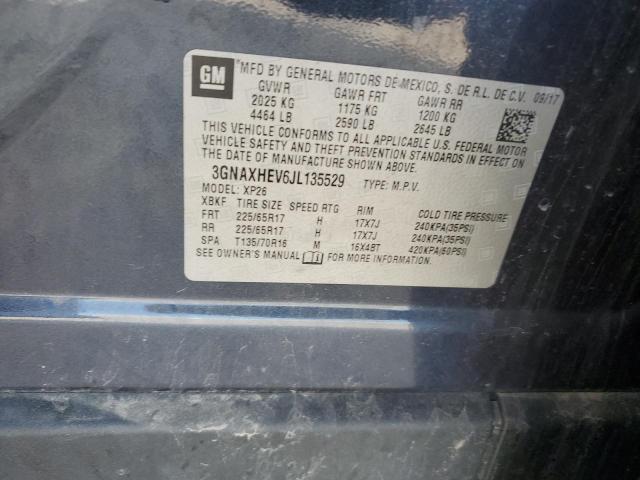 GM
®MFD BY GENERAL MOTORS DE MEXICO, S. DE R.L. DE C.V. 09/17
GVWR GAWR FRT GAWR RR
2025 KG 1175 KG 1200 KG
4464 LB 2590 LB 2645 LB
THIS VEHICLE CONFORMS TO ALL APPLICABLE U.S. FEDERAL MOTOR
VEHICLE SAFETY AND THEFT PREVENTION STANDARDS IN EFFECT ON
THE DATE OF MANUFACTURE SHOWN ABOVE.
3GNAXHEV6JL135529 TYPE: M.P.V.
MODEL: XP26
XBKF TIRE SIZE SPEED RTG RIM COLD TIRE PRESSURE
FRT 225/65R17 H 17X7J 240KPA(35PSI)
RR 225/65R17 H 17X7J 240KPA(35PSI)
SPA T135/70R16 M 16X4BT 420KPA(60PSI)
SEE OWNER'S MANUAL FOR MORE INFORMATION